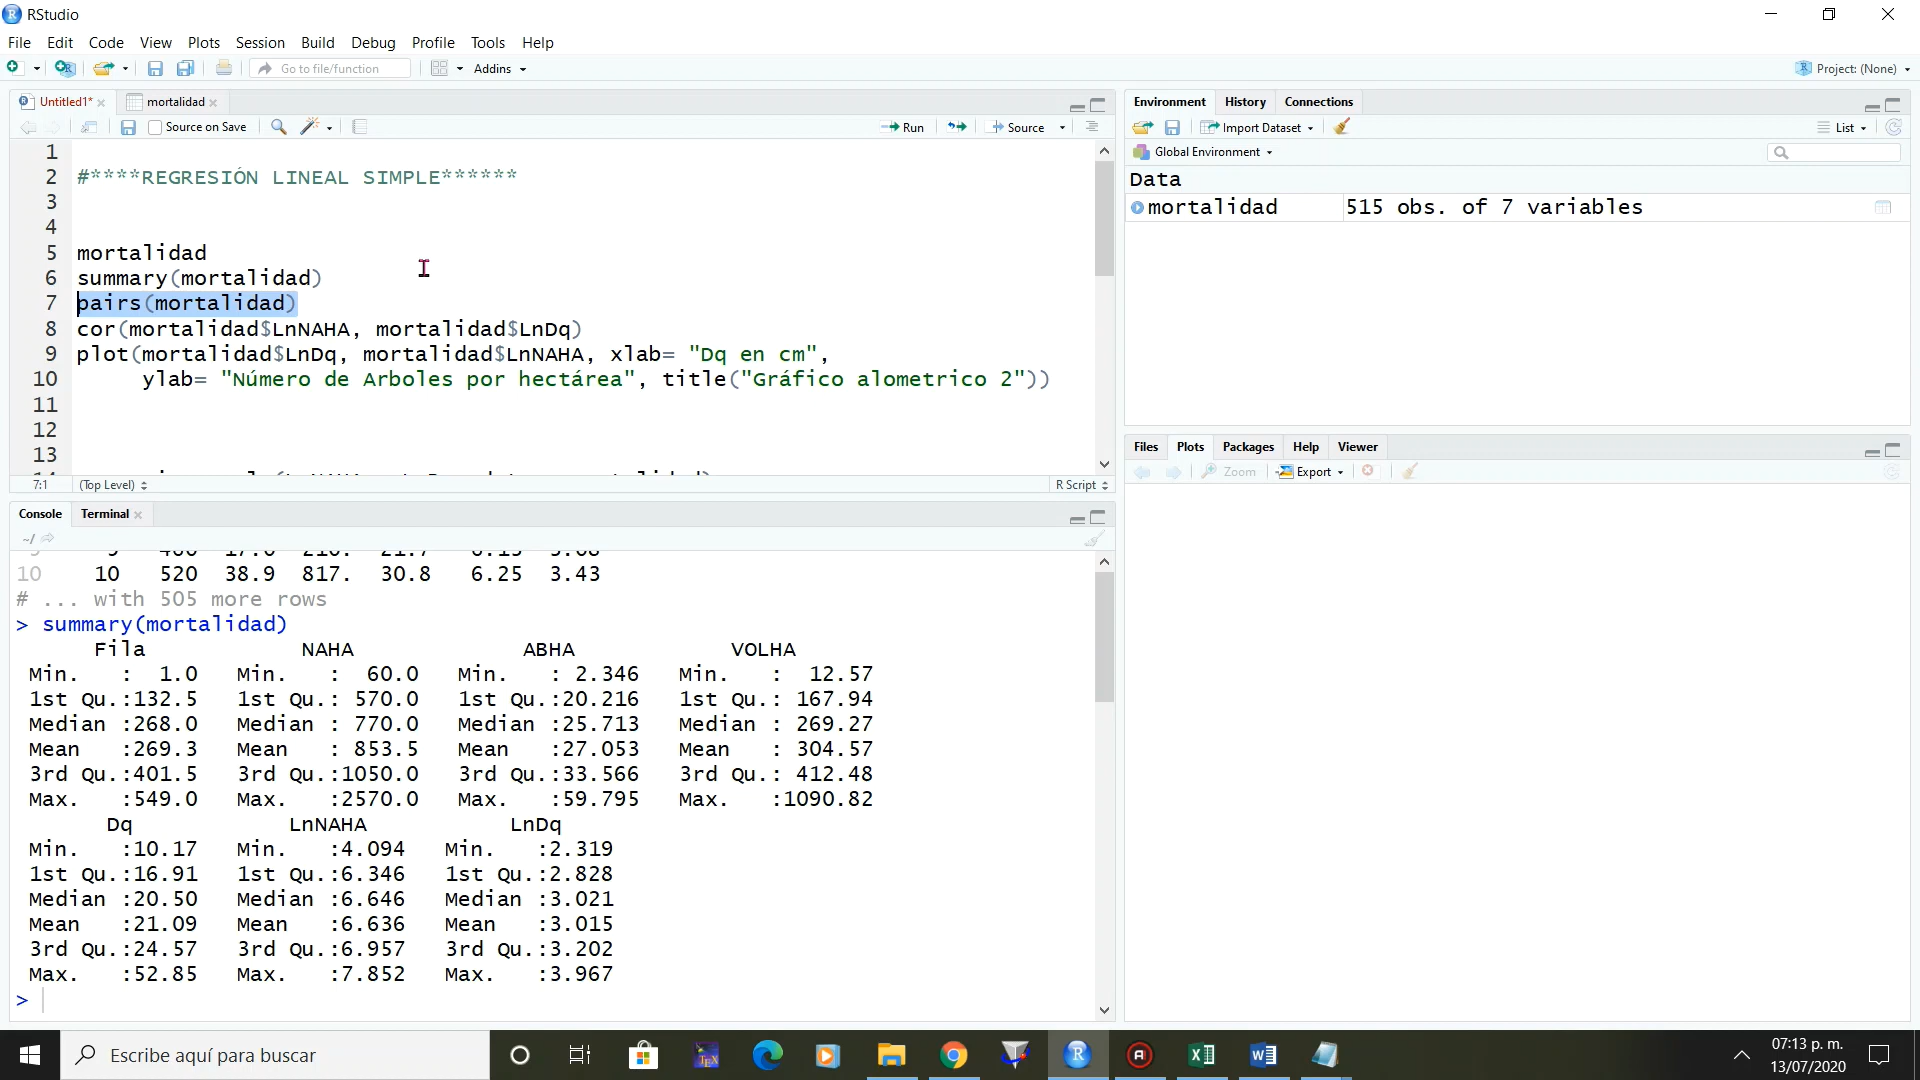 RStudio
File Edit Code View Plots Session Build Debug Profile Tools Help
Go to file/function Addins Project: (None)
Untitled1* mortalidad
Source on Save Run Source
1
2 #****REGRESIÓN LINEAL SIMPLE******
3
4
5 mortalidad
6 summary(mortalidad)
7 pairs(mortalidad)
8 cor(mortalidad$LnNAHA, mortalidad$LnDq)
9 plot(mortalidad$LnDq, mortalidad$LnNAHA, xlab= "Dq en cm",
10 ylab= "Número de Arboles por hectárea", title("Gráfico alometrico 2"))
11
12
13
7:1 (Top Level) R Script
Console Terminal
~/
10 10 520 38.9 817. 30.8 6.25 3.43
# ... with 505 more rows
> summary(mortalidad)
Fila NAHA ABHA VOLHA
Min. : 1.0 Min. : 60.0 Min. : 2.346 Min. : 12.57
1st Qu.:132.5 1st Qu.: 570.0 1st Qu.:20.216 1st Qu.: 167.94
Median :268.0 Median : 770.0 Median :25.713 Median : 269.27
Mean :269.3 Mean : 853.5 Mean :27.053 Mean : 304.57
3rd Qu.:401.5 3rd Qu.:1050.0 3rd Qu.:33.566 3rd Qu.: 412.48
Max. :549.0 Max. :2570.0 Max. :59.795 Max. :1090.82
Dq LnNAHA LnDq
Min. :10.17 Min. :4.094 Min. :2.319
1st Qu.:16.91 1st Qu.:6.346 1st Qu.:2.828
Median :20.50 Median :6.646 Median :3.021
Mean :21.09 Mean :6.636 Mean :3.015
3rd Qu.:24.57 3rd Qu.:6.957 3rd Qu.:3.202
Max. :52.85 Max. :7.852 Max. :3.967
>
Environment History Connections
Import Dataset List
Global Environment
Data
mortalidad 515 obs. of 7 variables
Files Plots Packages Help Viewer
Zoom Export
Escribe aquí para buscar
07:13 p. m.
13/07/2020